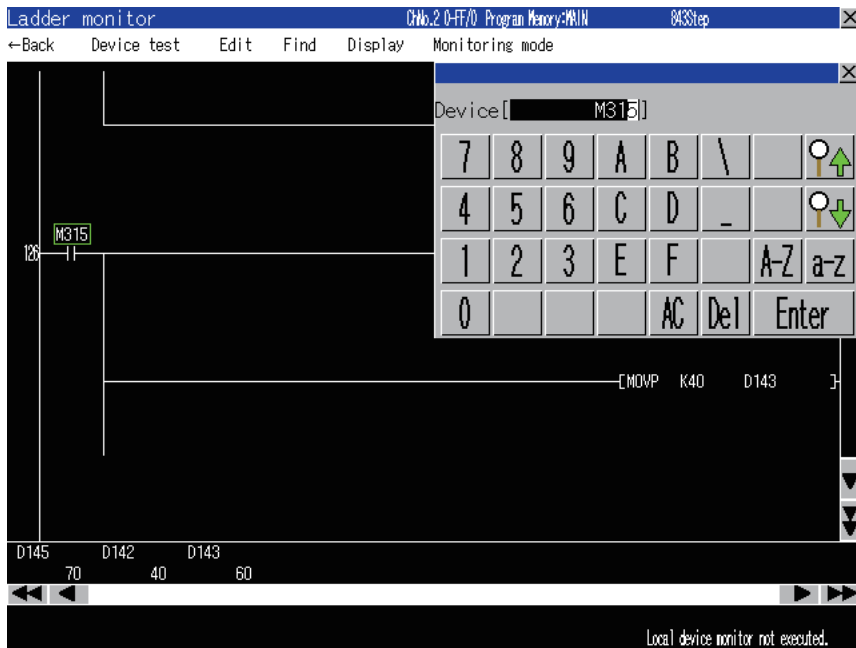 Ladder monitor ChNo.2 0-FF/0 Program Memory:MAIN 843Step
←Back Device test Edit Find Display Monitoring mode
Device[ M315]
7 8 9 A B \
4 5 6 C D _
1 2 3 E F A-Z a-z
0 AC Del Enter
M315
126
[MOVP K40 D143 ]
D145 D142 D143
70 40 60
Local device monitor not executed.